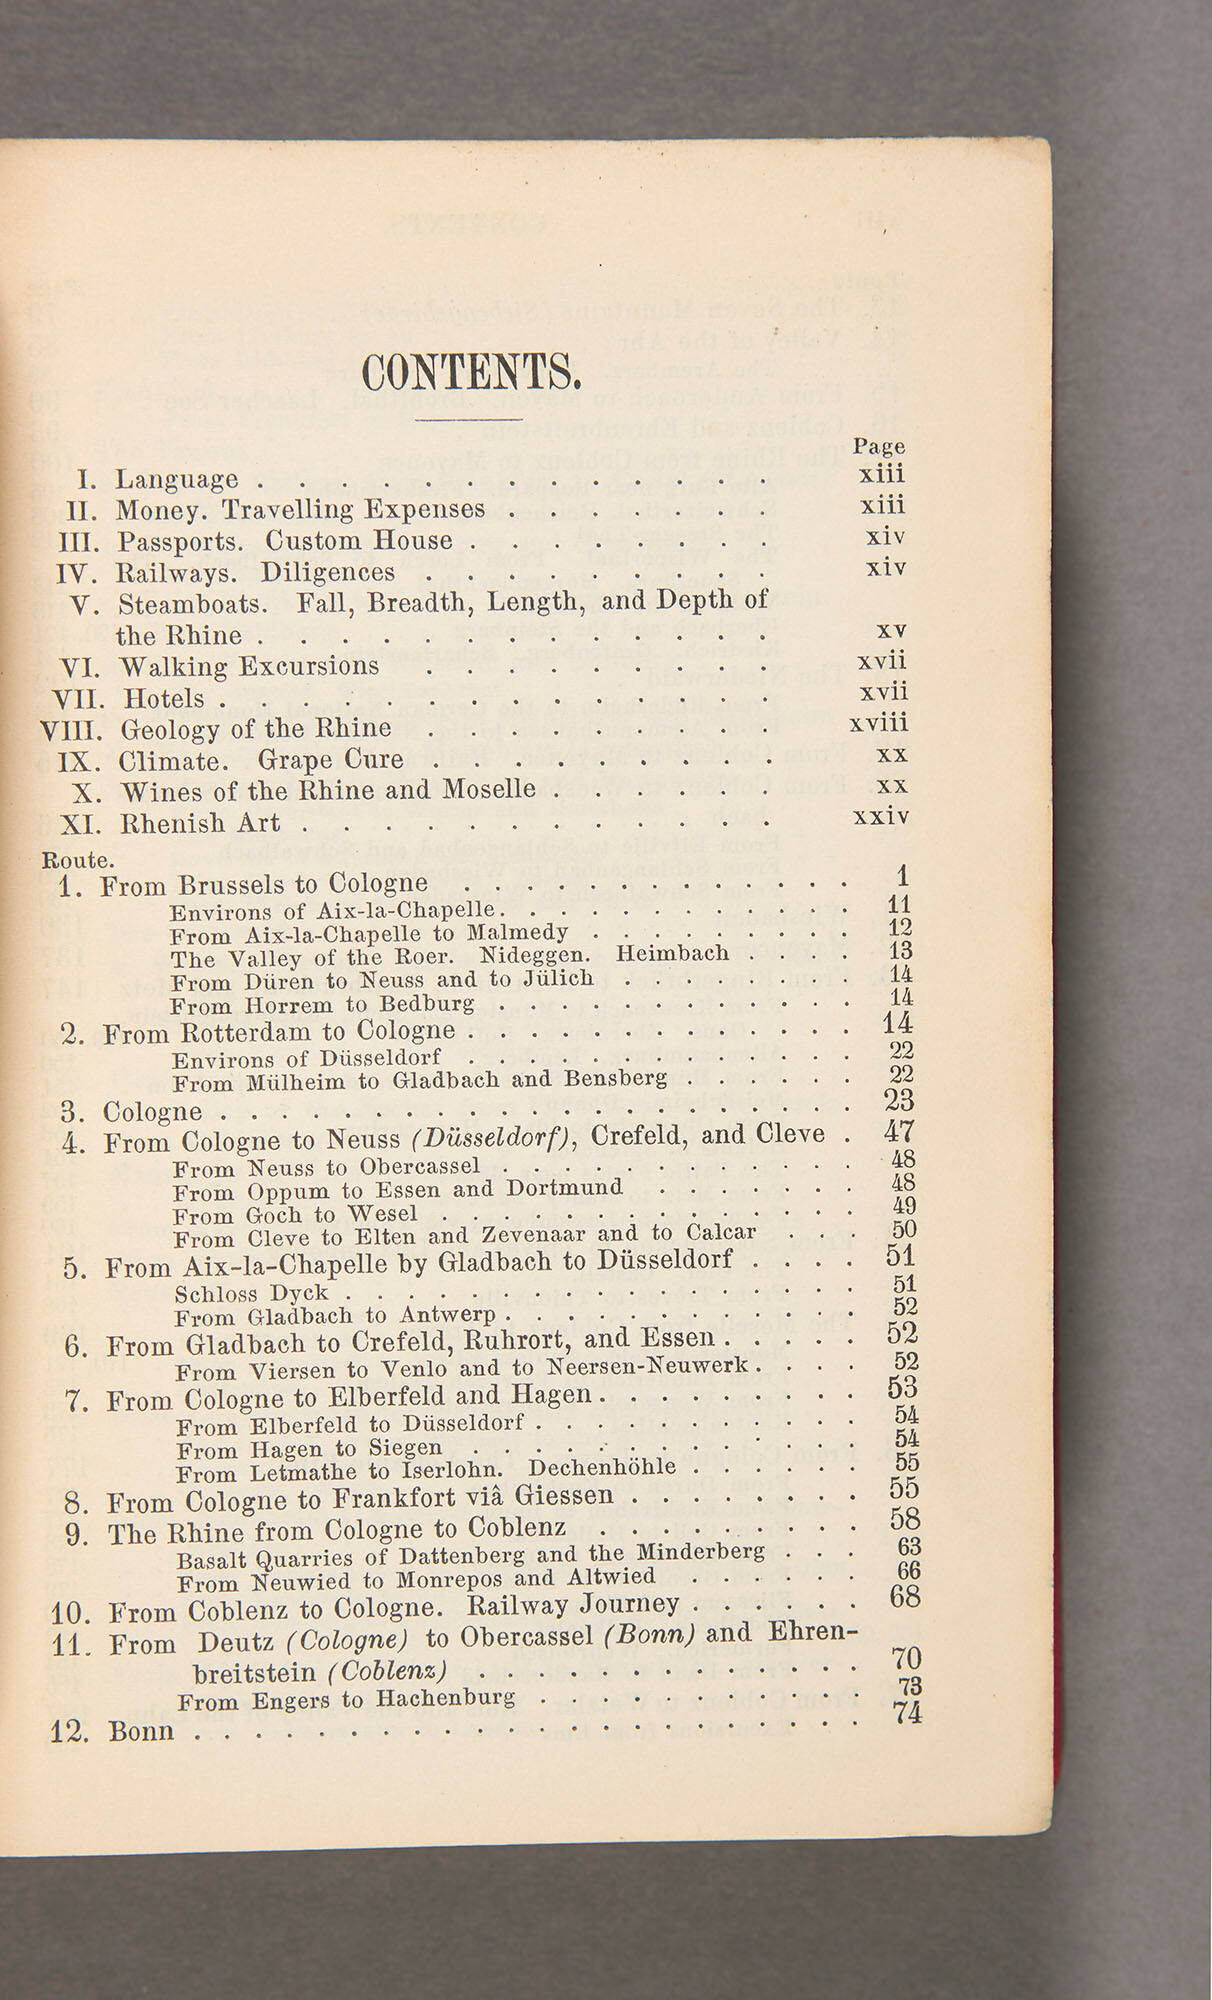 CONTENTS.
Page
I. Language . . . . . . . . . . . . . xiii
II. Money. Travelling Expenses . . . . . . . xiii
III. Passports. Custom House . . . . . . . . xiv
IV. Railways. Diligences . . . . . . . . . xiv
V. Steamboats. Fall, Breadth, Length, and Depth of
the Rhine . . . . . . . . . . . . . xv
VI. Walking Excursions . . . . . . . . . xvii
VII. Hotels . . . . . . . . . . . . . . xvii
VIII. Geology of the Rhine . . . . . . . . . xviii
IX. Climate. Grape Cure . . . . . . . . . xx
X. Wines of the Rhine and Moselle . . . . . . xx
XI. Rhenish Art . . . . . . . . . . . . xxiv
Route.
1. From Brussels to Cologne . . . . . . . . . . . . . 1
Environs of Aix-la-Chapelle . . . . . . . . . . . . 11
From Aix-la-Chapelle to Malmedy . . . . . . . . . 12
The Valley of the Roer. Nideggen. Heimbach . . . . 13
From Düren to Neuss and to Jülich . . . . . . . . 14
From Horrem to Bedburg . . . . . . . . . . . . 14
2. From Rotterdam to Cologne . . . . . . . . . . . . . 14
Environs of Düsseldorf . . . . . . . . . . . . . 22
From Mülheim to Gladbach and Bensberg . . . . . . 22
3. Cologne . . . . . . . . . . . . . . . . . . . . . 23
4. From Cologne to Neuss (Düsseldorf), Crefeld, and Cleve . 47
From Neuss to Obercassel . . . . . . . . . . . . 48
From Oppum to Essen and Dortmund . . . . . . . 48
From Goch to Wesel . . . . . . . . . . . . . . 49
From Cleve to Elten and Zevenaar and to Calcar . . . 50
5. From Aix-la-Chapelle by Gladbach to Düsseldorf . . . . 51
Schloss Dyck . . . . . . . . . . . . . . . . . 51
From Gladbach to Antwerp . . . . . . . . . . . . 52
6. From Gladbach to Crefeld, Ruhrort, and Essen . . . . . 52
From Viersen to Venlo and to Neersen-Neuwerk . . . . 52
7. From Cologne to Elberfeld and Hagen . . . . . . . . . 53
From Elberfeld to Düsseldorf . . . . . . . . . . . 54
From Hagen to Siegen . . . . . . . . . . . . . 54
From Letmathe to Iserlohn. Dechenhöhle . . . . . . 55
8. From Cologne to Frankfort viâ Giessen . . . . . . . . 55
9. The Rhine from Cologne to Coblenz . . . . . . . . . 58
Basalt Quarries of Dattenberg and the Minderberg . . . 63
From Neuwied to Monrepos and Altwied . . . . . . 66
10. From Coblenz to Cologne. Railway Journey . . . . . . 68
11. From Deutz (Cologne) to Obercassel (Bonn) and Ehren-
breitstein (Coblenz) . . . . . . . . . . . . . 70
From Engers to Hachenburg . . . . . . . . . . . 73
12. Bonn . . . . . . . . . . . . . . . . . . . . . . 74